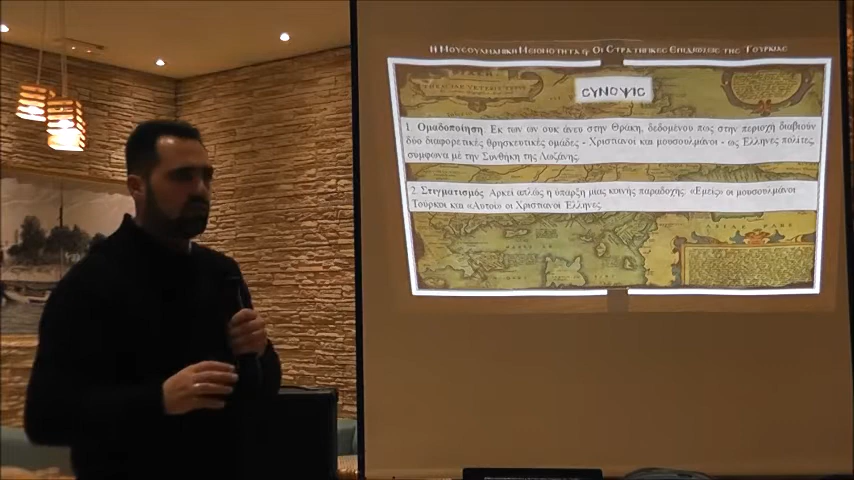 Η ΜΟΥΣΟΥΛΜΑΝΙΚΗ ΜΕΙΟΝΟΤΗΤΑ & ΟΙ ΣΤΡΑΤΗΓΙΚΕΣ ΕΠΙΔΙΩΞΕΙΣ ΤΗΣ ΤΟΥΡΚΙΑΣ
CYNOΨIC
1. Ομαδοποίηση. Εκ των ων ουκ άνευ στην Θράκη, δεδομένου πως στην περιοχή διαβιούν
δύο διαφορετικές θρησκευτικές ομάδες - Χριστιανοί και μουσουλμάνοι - ως Έλληνες πολίτες,
σύμφωνα με την Συνθήκη της Λωζάνης.
2. Στιγματισμός. Αρκεί απλώς η ύπαρξη μίας κοινής παραδοχής. «Εμείς» οι μουσουλμάνοι
Τούρκοι και «Αυτοί» οι Χριστιανοί Έλληνες.